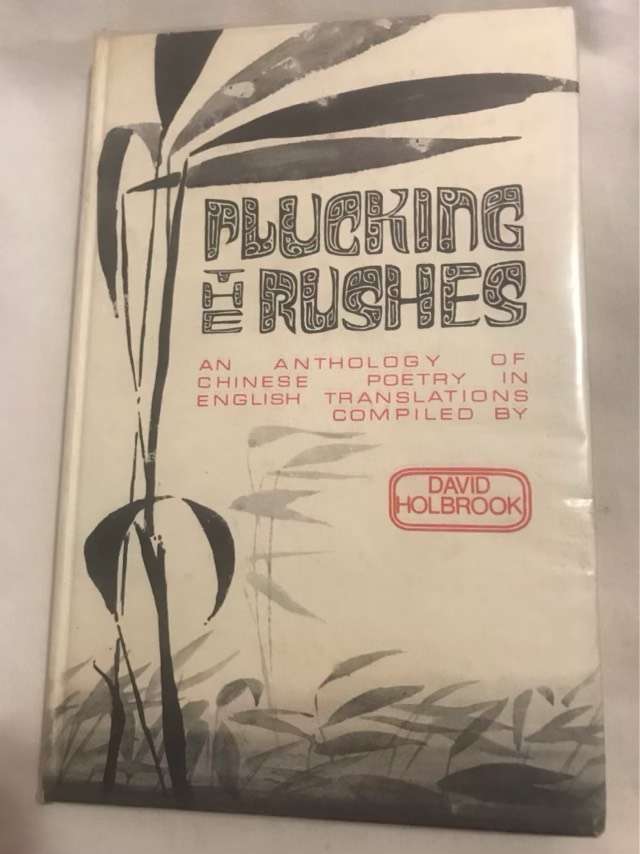 PLUCKING
THE RUSHES
AN ANTHOLOGY OF
CHINESE POETRY IN
ENGLISH TRANSLATIONS
COMPILED BY
DAVID
HOLBROOK